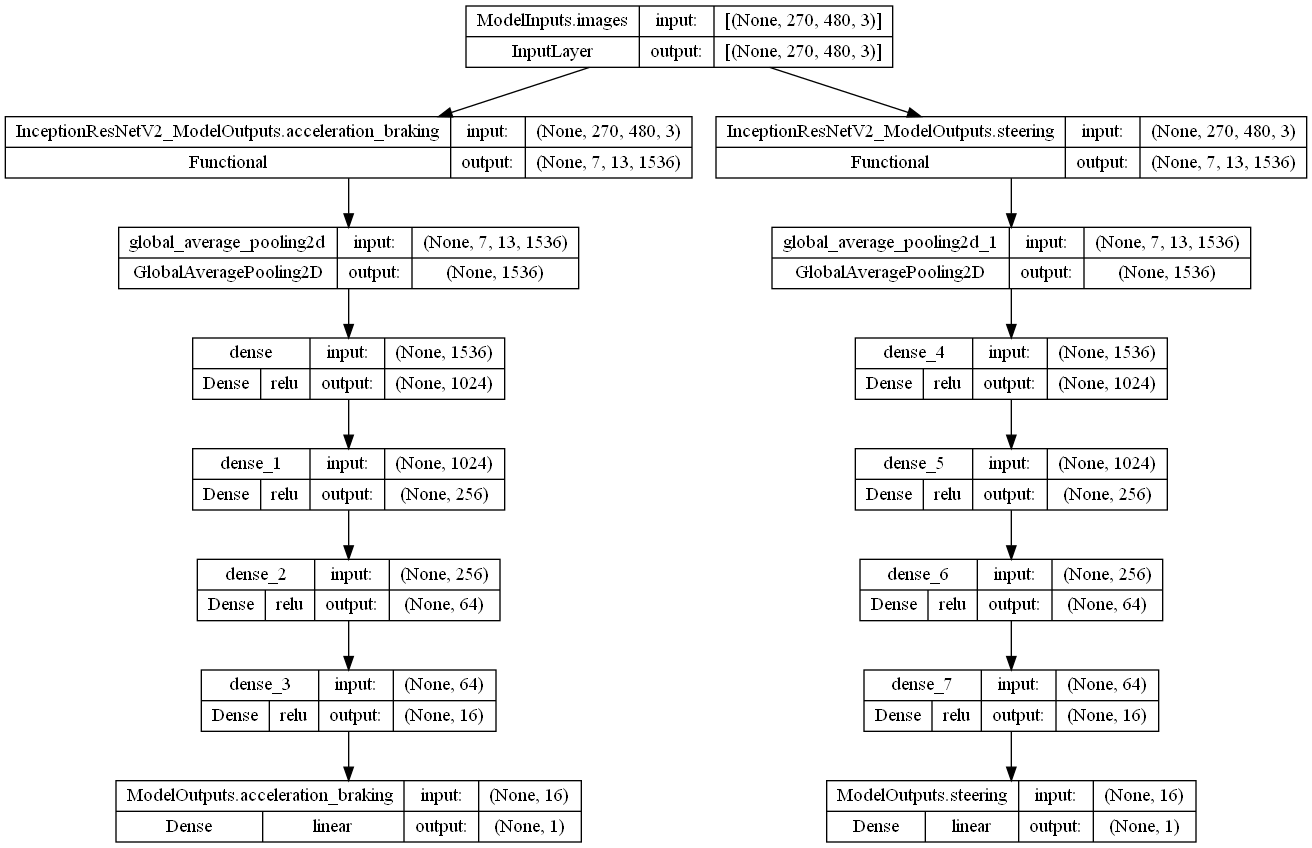 ModelInputs.images input: [(None, 270, 480, 3)]
InputLayer output: [(None, 270, 480, 3)]
InceptionResNetV2_ModelOutputs.acceleration_braking input: (None, 270, 480, 3)
Functional output: (None, 7, 13, 1536)
InceptionResNetV2_ModelOutputs.steering input: (None, 270, 480, 3)
Functional output: (None, 7, 13, 1536)
global_average_pooling2d input: (None, 7, 13, 1536)
GlobalAveragePooling2D output: (None, 1536)
global_average_pooling2d_1 input: (None, 7, 13, 1536)
GlobalAveragePooling2D output: (None, 1536)
dense input: (None, 1536)
Dense relu output: (None, 1024)
dense_4 input: (None, 1536)
Dense relu output: (None, 1024)
dense_1 input: (None, 1024)
Dense relu output: (None, 256)
dense_5 input: (None, 1024)
Dense relu output: (None, 256)
dense_2 input: (None, 256)
Dense relu output: (None, 64)
dense_6 input: (None, 256)
Dense relu output: (None, 64)
dense_3 input: (None, 64)
Dense relu output: (None, 16)
dense_7 input: (None, 64)
Dense relu output: (None, 16)
ModelOutputs.acceleration_braking input: (None, 16)
Dense linear output: (None, 1)
ModelOutputs.steering input: (None, 16)
Dense linear output: (None, 1)